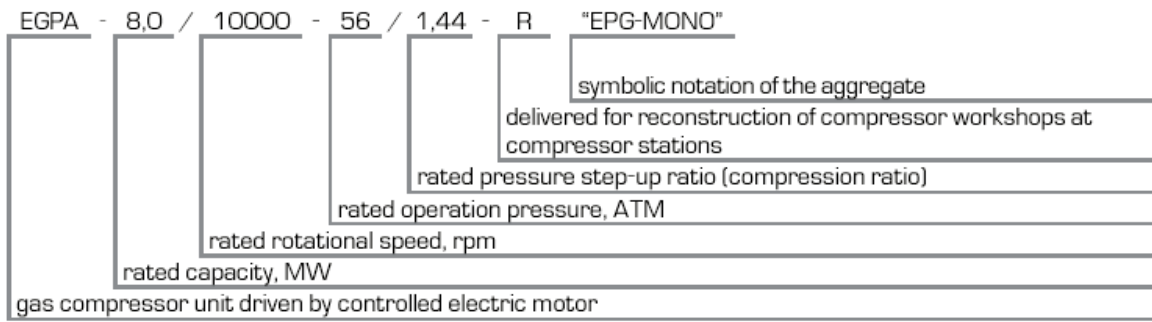 EGPA - 8,0 / 10000 - 56 / 1,44 - R "EPG-MONO"
symbolic notation of the aggregate
delivered for reconstruction of compressor workshops at
compressor stations
rated pressure step-up ratio (compression ratio)
rated operation pressure, ATM
rated rotational speed, rpm
rated capacity, MW
gas compressor unit driven by controlled electric motor